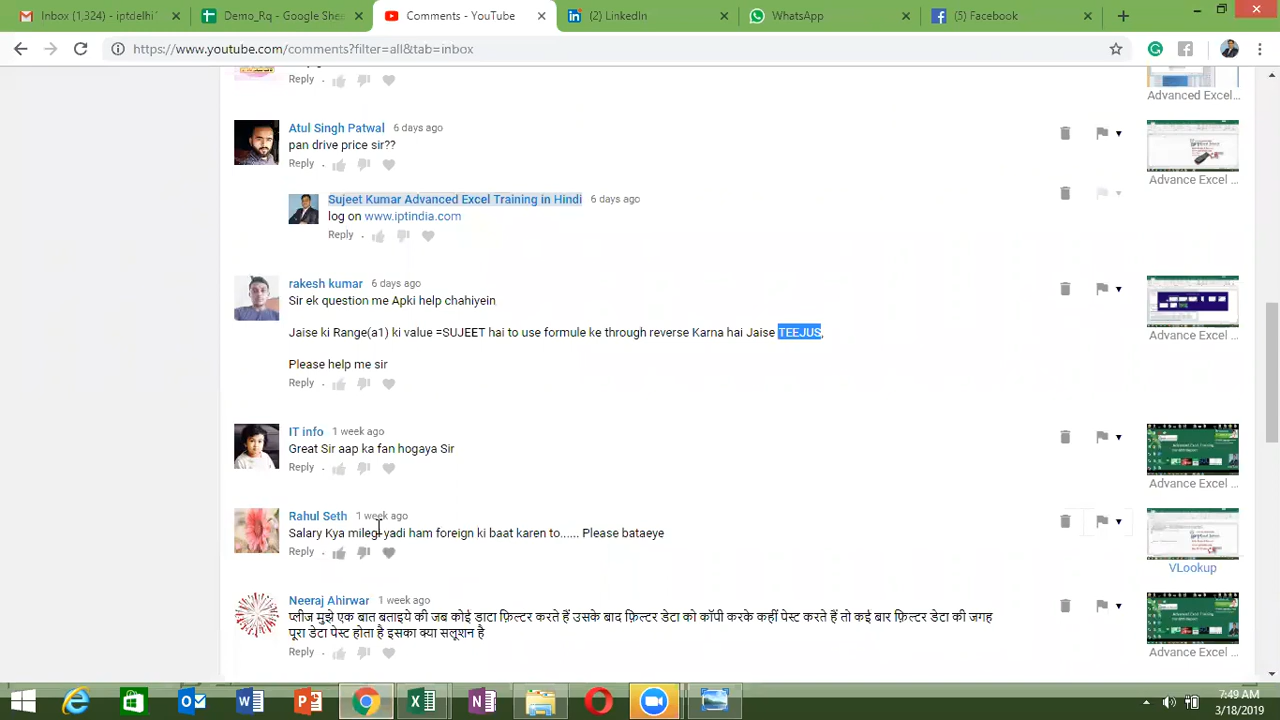 Inbox (1,324) - iptdelhi
Demo_Rq - Google Shee
Comments - YouTube
(2) LinkedIn
WhatsApp
(5) Facebook
https://www.youtube.com/comments?filter=all&tab=inbox
Reply
Advanced Excel...
Atul Singh Patwal 6 days ago
pan drive price sir??
Reply
Advance Excel ...
Sujeet Kumar Advanced Excel Training in Hindi 6 days ago
log on www.iptindia.com
Reply
rakesh kumar 6 days ago
Sir ek question me Apki help chahiyein
Jaise ki Range(a1) ki value =SUJEET hai to use formule ke through reverse Karna hai Jaise TEEJUS,
Advance Excel ...
Please help me sir
Reply
IT info 1 week ago
Great Sir aap ka fan hogaya Sir
Reply
Advance Excel ...
Rahul Seth 1 week ago
Salary Kya milegi yadi ham foreign ki baat karen to...... Please bataeye
Reply
VLookup
Neeraj Ahirwar 1 week ago
प्लीज मुझे एक बात बताइये की जब हम डाटा फ़िल्टर करते हैं उसके बाद फ़िल्टर डेटा को कॉपी करके कहीं पेस्ट करते हैं तो कई बार फ़िल्टर डेटा की जगह
पूरा डेटा पेस्ट होता है इसका क्या सलूशन है
Reply
Advance Excel ...
7:49 AM
3/18/2019